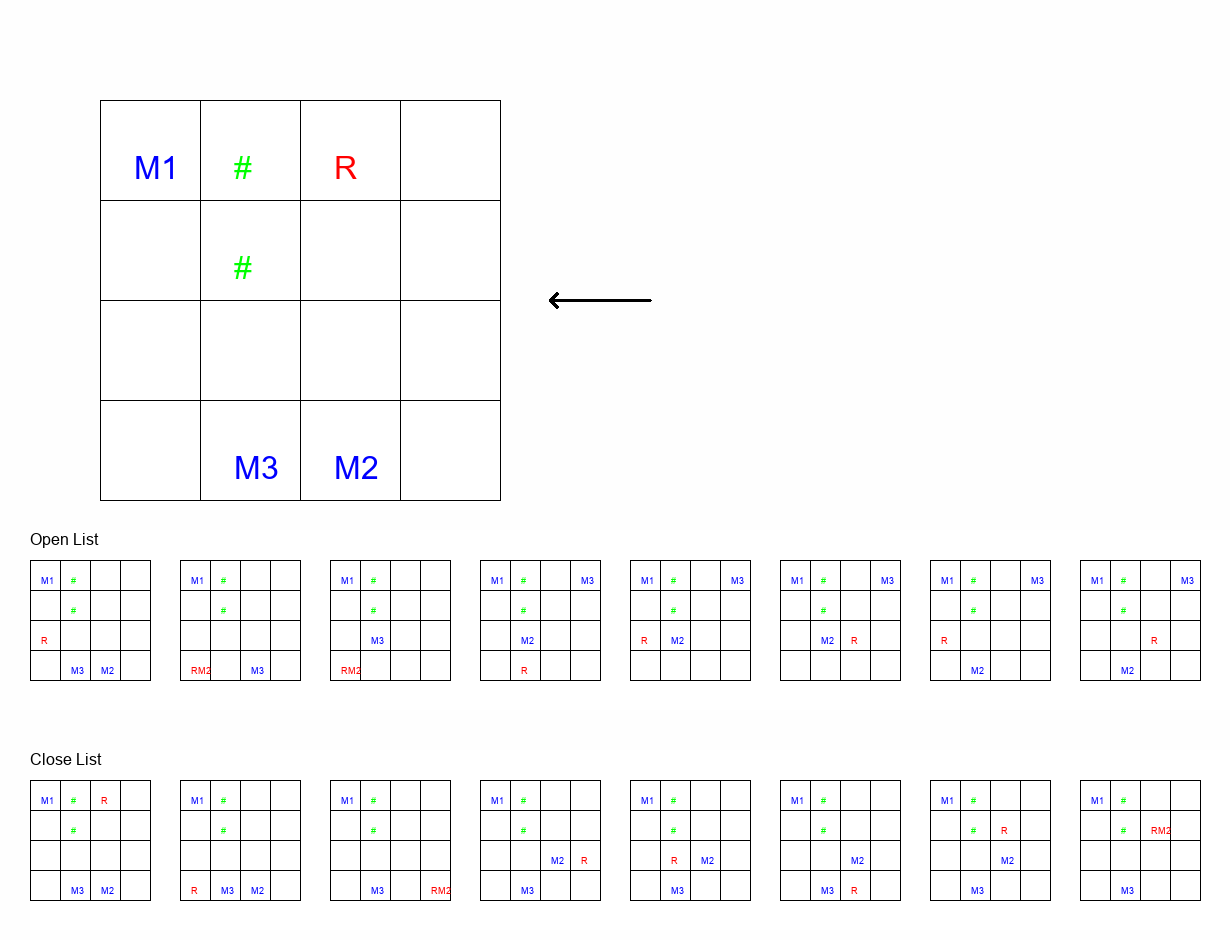 M1 # R
#
M3 M2
Open List
M1 # M1 # M1 # M1 # M3 M1 # M3 M1 # M3 M1 # M3 M1 # M3
# # # # # # # #
R M3 M2 R M2 M2 R R R
M3 M2 RM2 M3 RM2 R M2 M2
Close List
M1 # R M1 # M1 # M1 # M1 # M1 # M1 # M1 #
# # # # # # # R # RM2
M2 R R M2 M2 M2
M3 M2 R M3 M2 M3 RM2 M3 M3 M3 R M3 M3